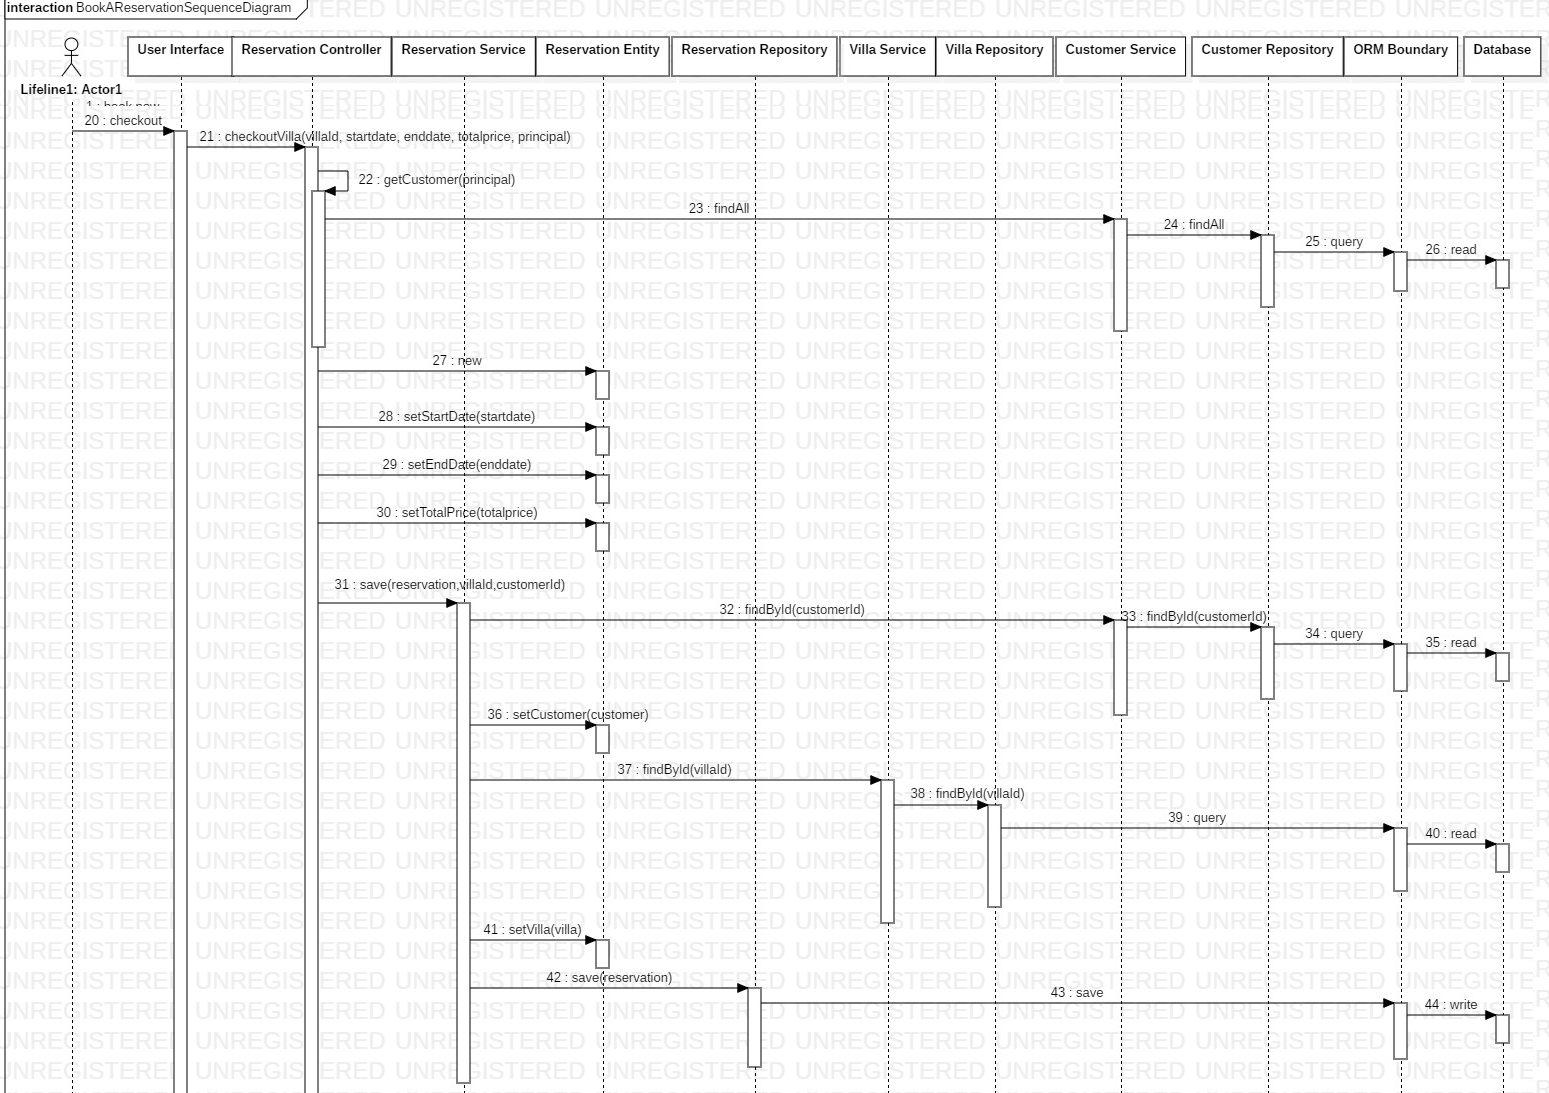 interaction BookAReservationSequenceDiagram
User Interface
Reservation Controller
Reservation Service
Reservation Entity
Reservation Repository
Villa Service
Villa Repository
Customer Service
Customer Repository
ORM Boundary
Database
Lifeline1: Actor1
1 : book now
20 : checkout
21 : checkoutVilla(villaId, startdate, enddate, totalprice, principal)
22 : getCustomer(principal)
23 : findAll
24 : findAll
25 : query
26 : read
27 : new
28 : setStartDate(startdate)
29 : setEndDate(enddate)
30 : setTotalPrice(totalprice)
31 : save(reservation,villaId,customerId)
32 : findById(customerId)
33 : findById(customerId)
34 : query
35 : read
36 : setCustomer(customer)
37 : findById(villaId)
38 : findById(villaId)
39 : query
40 : read
41 : setVilla(villa)
42 : save(reservation)
43 : save
44 : write
UNREGISTERED